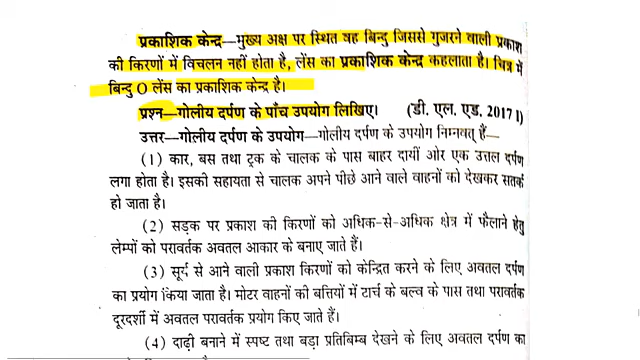 प्रकाशिक केन्द्र—मुख्य अक्ष पर स्थित वह बिन्दु जिससे गुजरने वाली प्रकाश
की किरणों में विचलन नहीं होता है, लेंस का प्रकाशिक केन्द्र कहलाता है। चित्र में
बिन्दु O लेंस का प्रकाशिक केन्द्र है।
प्रश्न—गोलीय दर्पण के पाँच उपयोग लिखिए। (डी. एल. एड. 2017।)
उत्तर—गोलीय दर्पण के उपयोग—गोलीय दर्पण के उपयोग निम्नवत् हैं—
(1) कार, बस तथा ट्रक के चालक के पास बाहर दायीं ओर एक उत्तल दर्पण
लगा होता है। इसकी सहायता से चालक अपने पीछे आने वाले वाहनों को देखकर सतर्क
हो जाता है।
(2) सड़क पर प्रकाश की किरणों को अधिक-से-अधिक क्षेत्र में फैलाने हेतु
लेम्पों को परावर्तक अवतल आकार के बनाए जाते हैं।
(3) सूर्य से आने वाली प्रकाश किरणों को केन्द्रित करने के लिए अवतल दर्पण
का प्रयोग किया जाता है। मोटर वाहनों की बत्तियों में टार्च के बल्व के पास तथा परावर्तक
दूरदर्शी में अवतल परावर्तक प्रयोग किए जाते हैं।
(4) दाढ़ी बनाने में स्पष्ट तथा बड़ा प्रतिबिम्ब देखने के लिए अवतल दर्पण का